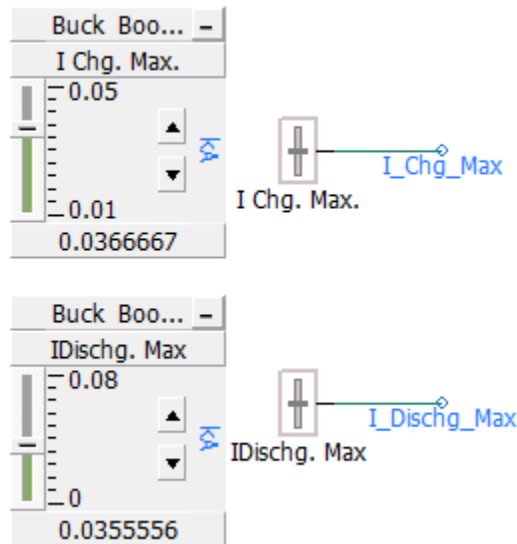 Buck Boo... –
I Chg. Max.
0.05
kA
I_Chg_Max
I Chg. Max.
0.01
0.0366667
Buck Boo... –
IDischg. Max
0.08
kA
I_Dischg_Max
IDischg. Max
0
0.0355556